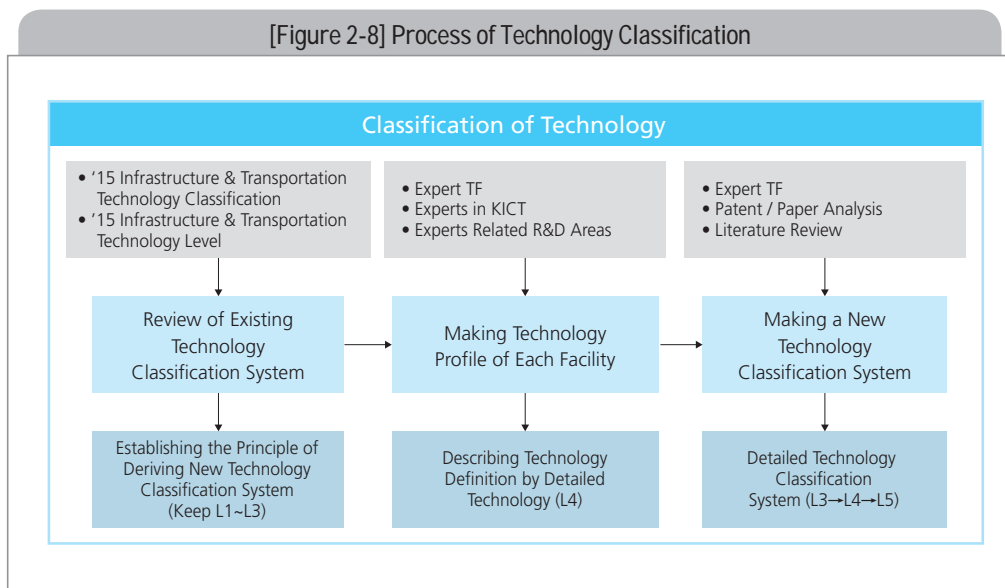 [Figure 2-8] Process of Technology Classification
Classification of Technology
• ‘15 Infrastructure & Transportation
Technology Classification
• ‘15 Infrastructure & Transportation
Technology Level
• Expert TF
• Experts in KICT
• Experts Related R&D Areas
• Expert TF
• Patent / Paper Analysis
• Literature Review
Review of Existing
Technology
Classification System
Making Technology
Profile of Each Facility
Making a New
Technology
Classification System
Establishing the Principle of
Deriving New Technology
Classification System
(Keep L1~L3)
Describing Technology
Definition by Detailed
Technology (L4)
Detailed Technology
Classification
System (L3→L4→L5)